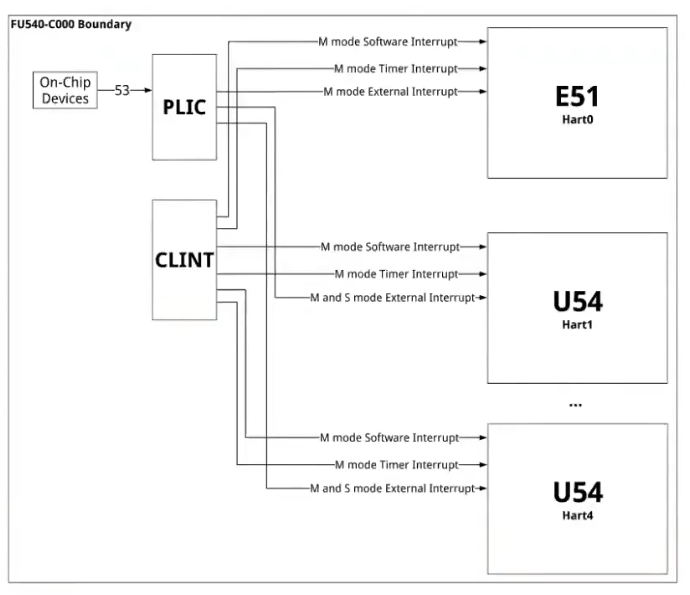 FU540-C000 Boundary
On-Chip
Devices
53
PLIC
M mode Software Interrupt
M mode Timer Interrupt
M mode External Interrupt
E51
Hart0
CLINT
M mode Software Interrupt
M mode Timer Interrupt
M and S mode External Interrupt
U54
Hart1
...
M mode Software Interrupt
M mode Timer Interrupt
M and S mode External Interrupt
U54
Hart4